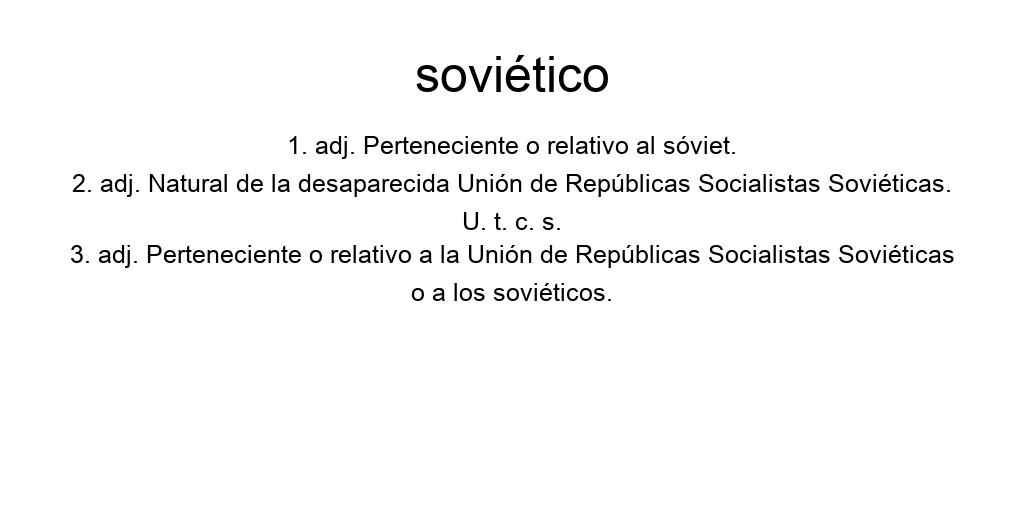 soviético
1. adj. Perteneciente o relativo al sóviet.
2. adj. Natural de la desaparecida Unión de Repúblicas Socialistas Soviéticas.
U. t. c. s.
3. adj. Perteneciente o relativo a la Unión de Repúblicas Socialistas Soviéticas
o a los soviéticos.